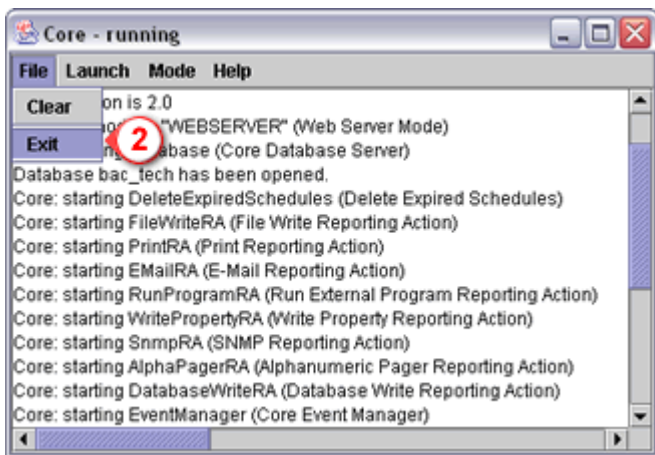 Core - running
File Launch Mode Help
Clear
on is 2.0
"WEBSERVER" (Web Server Mode)
Exit
2
abase (Core Database Server)
Database bac_tech has been opened.
Core: starting DeleteExpiredSchedules (Delete Expired Schedules)
Core: starting FileWriteRA (File Write Reporting Action)
Core: starting PrintRA (Print Reporting Action)
Core: starting EMailRA (E-Mail Reporting Action)
Core: starting RunProgramRA (Run External Program Reporting Action)
Core: starting WritePropertyRA (Write Property Reporting Action)
Core: starting SnmpRA (SNMP Reporting Action)
Core: starting AlphaPagerRA (Alphanumeric Pager Reporting Action)
Core: starting DatabaseWriteRA (Database Write Reporting Action)
Core: starting EventManager (Core Event Manager)